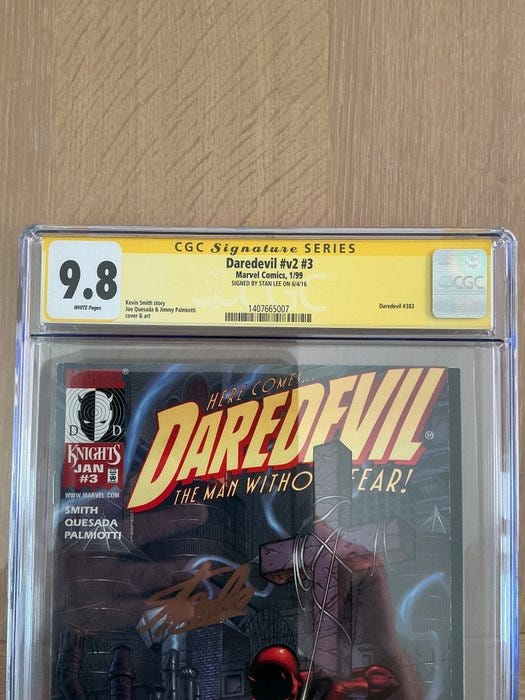 CGC Signature SERIES
9.8
WHITE Pages
Daredevil #v2 #3
Marvel Comics, 1/99
SIGNED BY STAN LEE ON 6/4/16
Kevin Smith story
Joe Quesada & Jimmy Palmiotti
cover & art
1407665007
Daredevil #383
CGC
MARVEL
D D
KNIGHTS
JAN
#3
WWW.MARVEL.COM
SMITH
QUESADA
PALMIOTTI
HERE COMES...
DAREDEVIL
THE MAN WITHO FEAR!